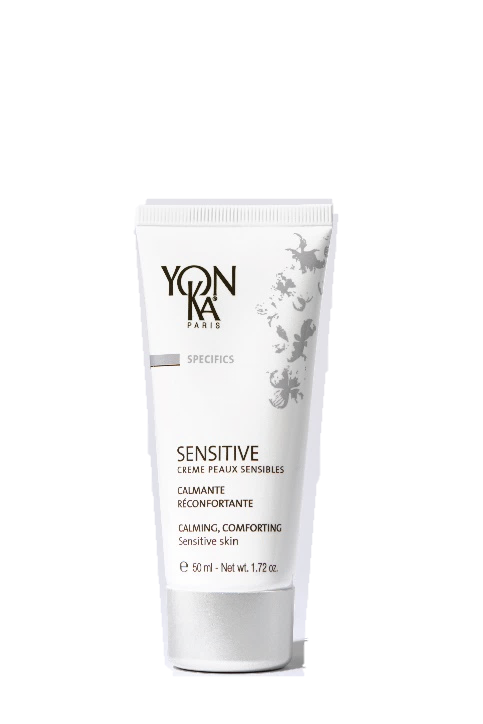 YON
KA®
PARIS
SPECIFICS
SENSITIVE
CREME PEAUX SENSIBLES
CALMANTE
RÉCONFORTANTE
CALMING, COMFORTING
Sensitive skin
℮ 50 ml - Net wt. 1.72 oz.